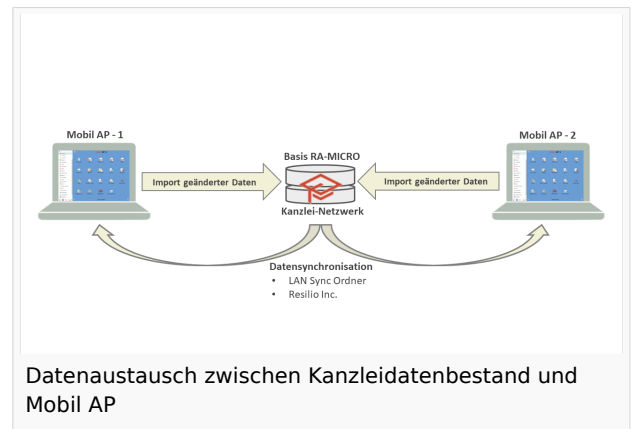 Mobil AP - 1
Mobil AP - 2
Basis RA-MICRO
Import geänderter Daten
Import geänderter Daten
Kanzlei-Netzwerk
Datensynchronisation
• LAN Sync Ordner
• Resilio Inc.
Datenaustausch zwischen Kanzleidatenbestand und
Mobil AP